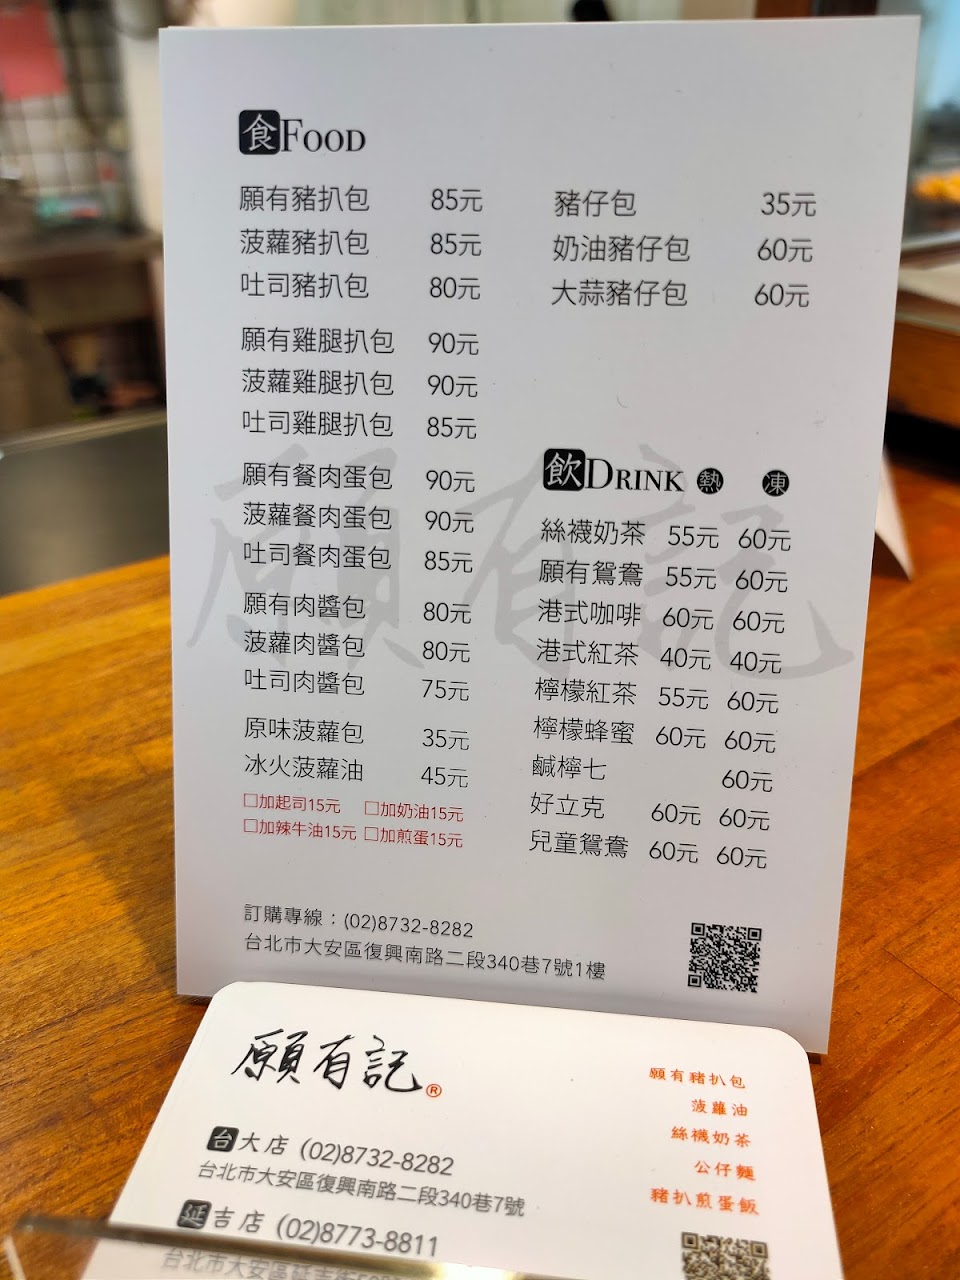 食FOOD
願有豬扒包 85元
菠蘿豬扒包 85元
吐司豬扒包 80元
願有雞腿扒包 90元
菠蘿雞腿扒包 90元
吐司雞腿扒包 85元
願有餐肉蛋包 90元
菠蘿餐肉蛋包 90元
吐司餐肉蛋包 85元
願有肉醬包 80元
菠蘿肉醬包 80元
吐司肉醬包 75元
原味菠蘿包 35元
冰火菠蘿油 45元
□加起司15元 □加奶油15元
□加辣牛油15元 □加煎蛋15元
豬仔包 35元
奶油豬仔包 60元
大蒜豬仔包 60元
飲DRINK 熱 凍
絲襪奶茶 55元 60元
願有鴛鴦 55元 60元
港式咖啡 60元 60元
港式紅茶 40元 40元
檸檬紅茶 55元 60元
檸檬蜂蜜 60元 60元
鹹檸七 60元
好立克 60元 60元
兒童鴛鴦 60元 60元
願有記
訂購專線：(02)8732-8282
台北市大安區復興南路二段340巷7號1樓
願有記®
台大店 (02)8732-8282
台北市大安區復興南路二段340巷7號
延吉店 (02)8773-8811
台北市大安區延吉街
願有豬扒包
菠蘿油
絲襪奶茶
公仔麵
豬扒煎蛋飯